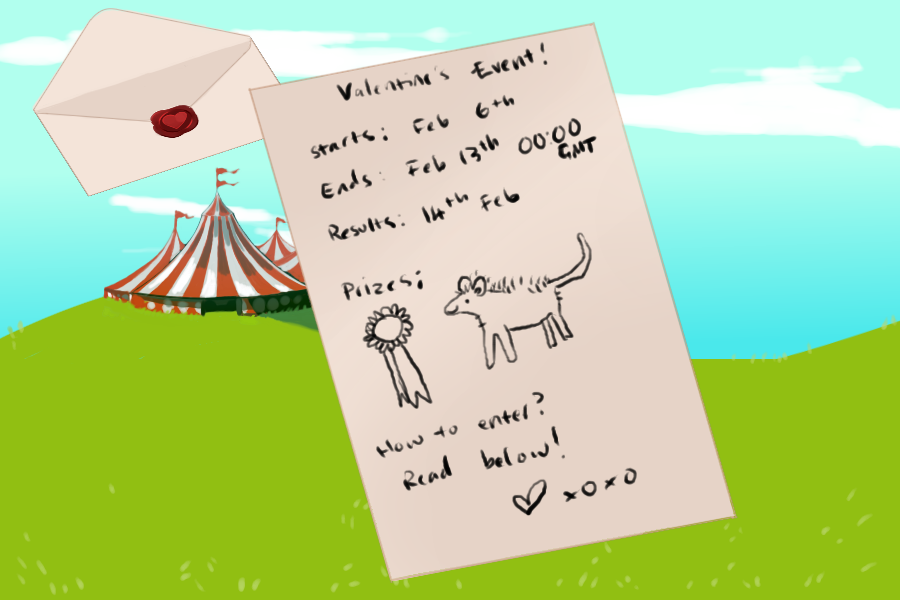 Valentine's Event!
starts: Feb 6th
Ends: Feb 13th 00:00
GMT
Results: 14th Feb
Prizes:
How to enter?
Read below!
♡ xOxO